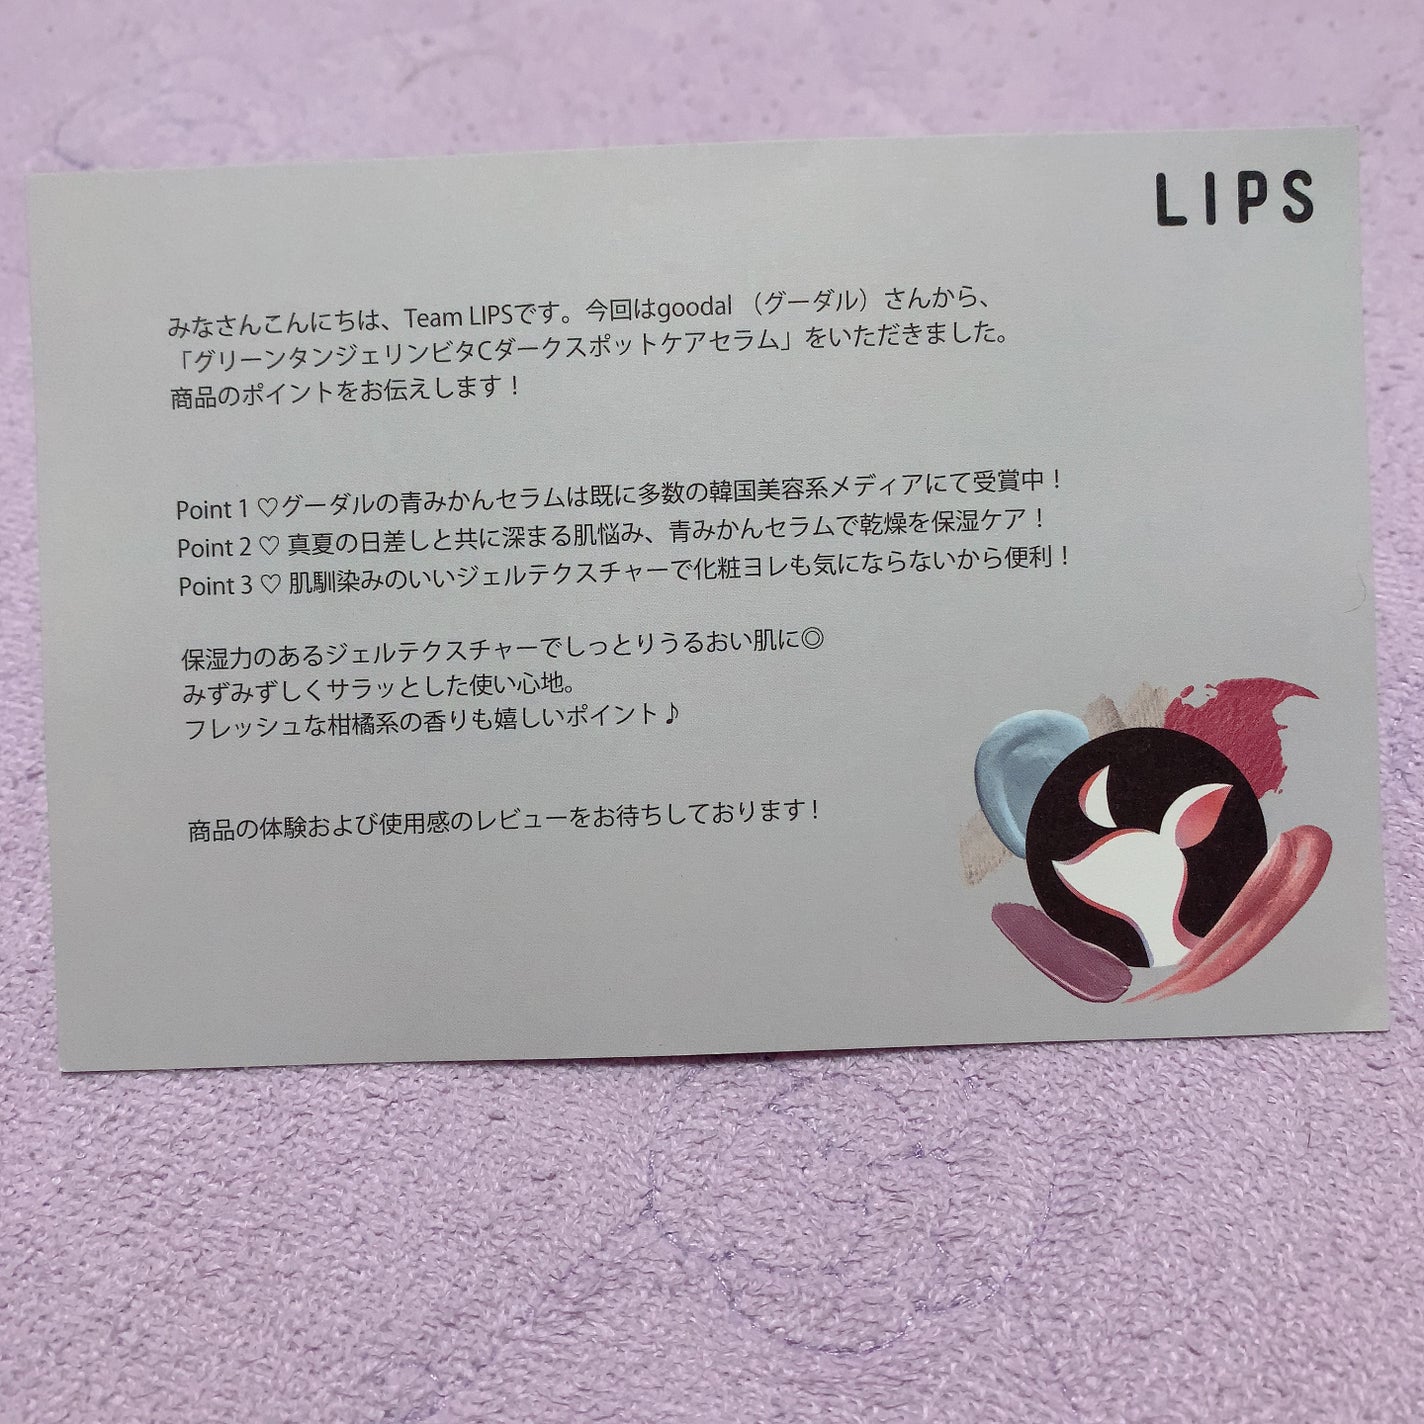 LIPS
みなさんこんにちは、Team LIPSです。今回はgoodal （グーダル）さんから、
「グリーンタンジェリンビタCダークスポットケアセラム」をいただきました。
商品のポイントをお伝えします！
Point 1 ♡グーダルの青みかんセラムは既に多数の韓国美容系メディアにて受賞中！
Point 2 ♡ 真夏の日差しと共に深まる肌悩み、青みかんセラムで乾燥を保湿ケア！
Point 3 ♡ 肌馴染みのいいジェルテクスチャーで化粧ヨレも気にならないから便利！
保湿力のあるジェルテクスチャーでしっとりうるおい肌に◎
みずみずしくサラッとした使い心地。
フレッシュな柑橘系の香りも嬉しいポイント♪
商品の体験および使用感のレビューをお待ちしております！